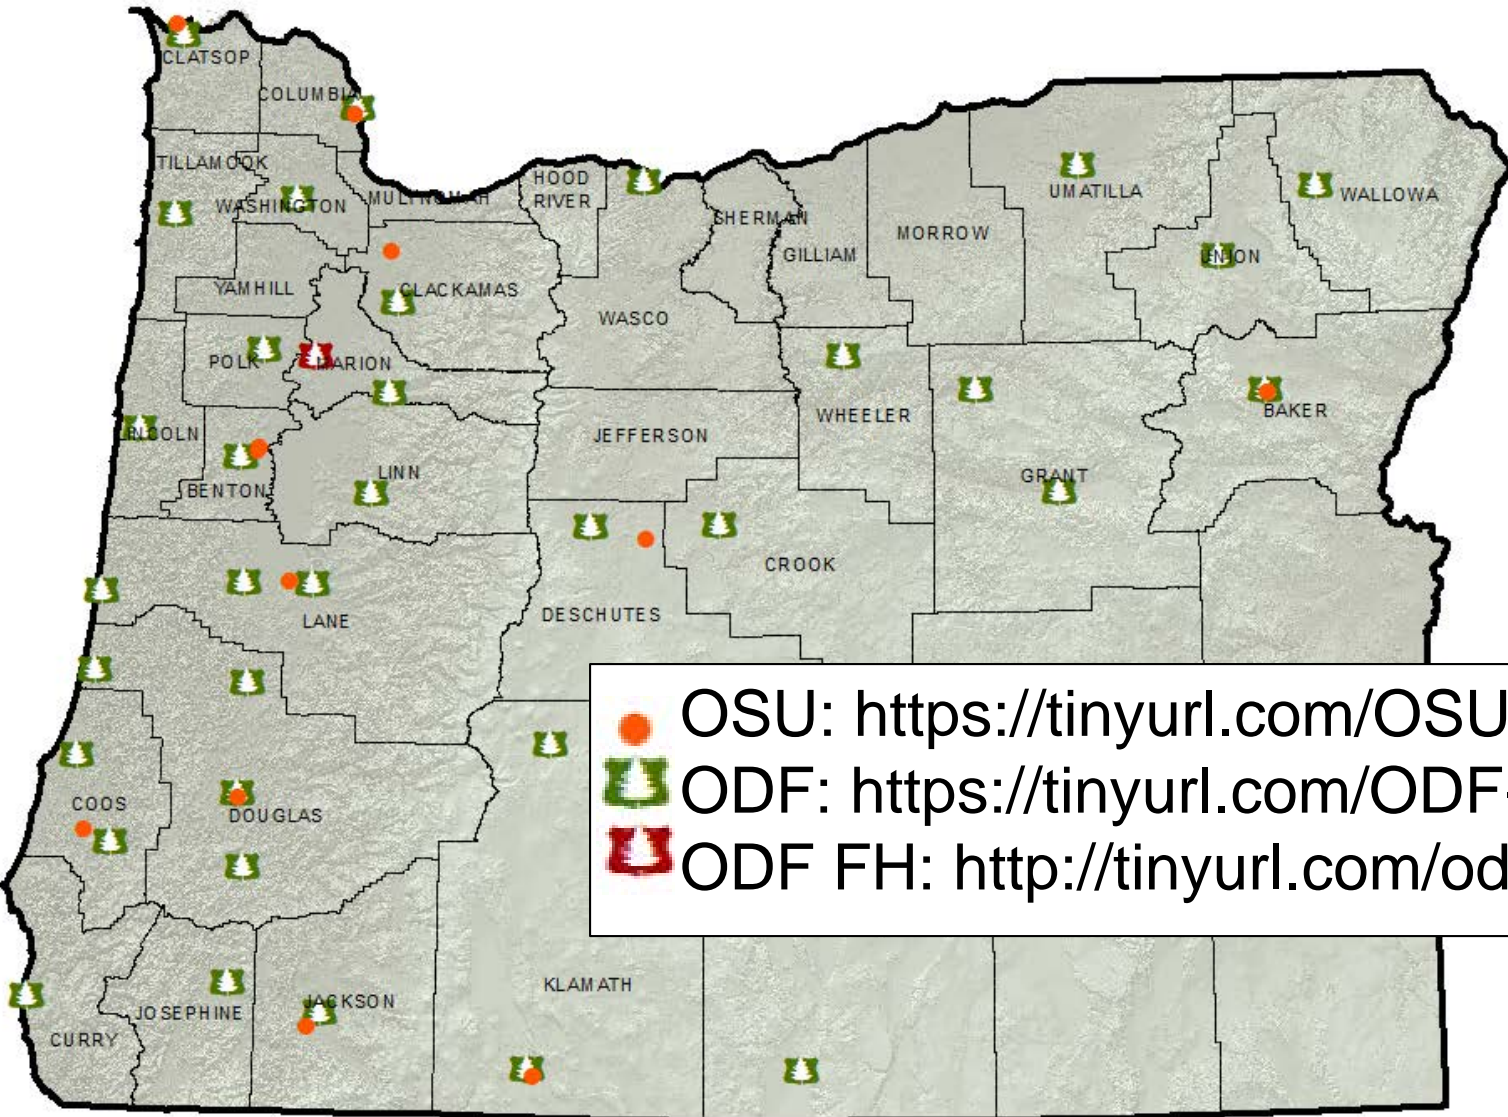 CLATSOP
COLUMBIA
TILLAMOOK
WASHINGTON
MULTNOMAH
HOOD
RIVER
SHERMAN
UMATILLA
WALLOWA
GILLIAM
MORROW
UNION
YAMHILL
CLACKAMAS
WASCO
POLK
MARION
WHEELER
BAKER
LINCOLN
JEFFERSON
LINN
GRANT
BENTON
CROOK
LANE
DESCHUTES
OSU: https://tinyurl.com/OSU
ODF: https://tinyurl.com/ODF-
ODF FH: http://tinyurl.com/od
COOS
DOUGLAS
KLAMATH
JACKSON
JOSEPHINE
CURRY